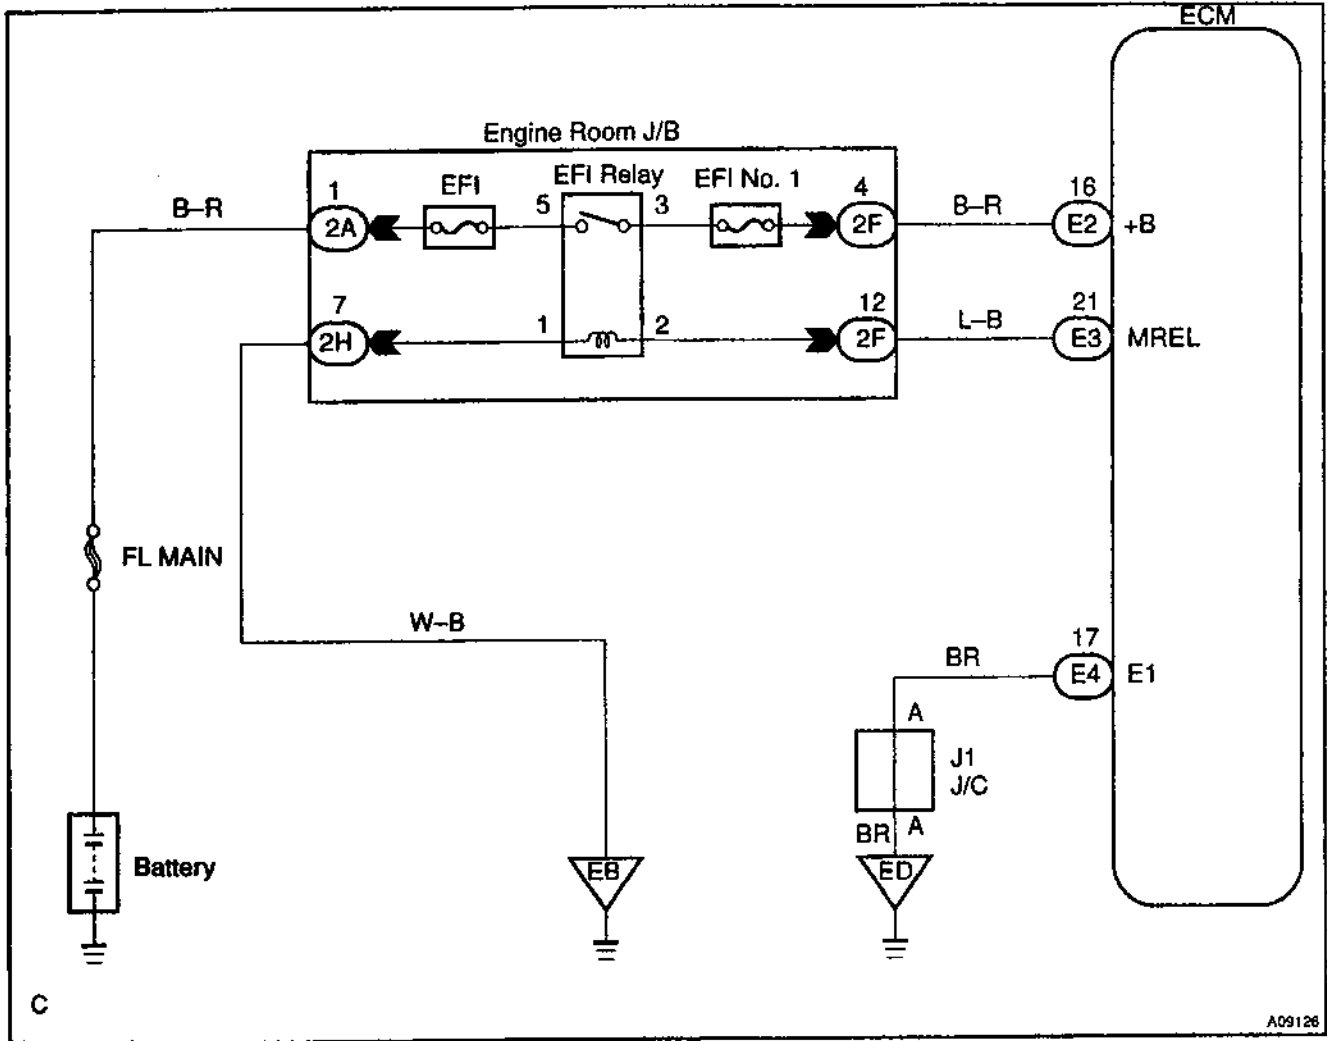 ECM
Engine Room J/B
EFI
EFI Relay
EFI No. 1
1
5
3
4
16
B–R
2A
2F
B–R
E2
+B
7
1
2
12
21
2H
2F
L–B
E3
MREL
FL MAIN
W–B
17
BR
E4
E1
A
J1
J/C
BR
A
Battery
EB
ED
C
A09126